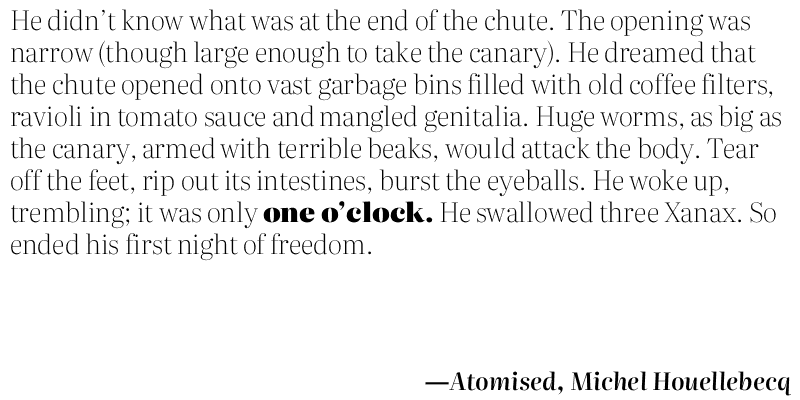 He didn’t know what was at the end of the chute. The opening was
narrow (though large enough to take the canary). He dreamed that
the chute opened onto vast garbage bins filled with old coffee filters,
ravioli in tomato sauce and mangled genitalia. Huge worms, as big as
the canary, armed with terrible beaks, would attack the body. Tear
off the feet, rip out its intestines, burst the eyeballs. He woke up,
trembling; it was only one o’clock. He swallowed three Xanax. So
ended his first night of freedom.
—Atomised, Michel Houellebecq